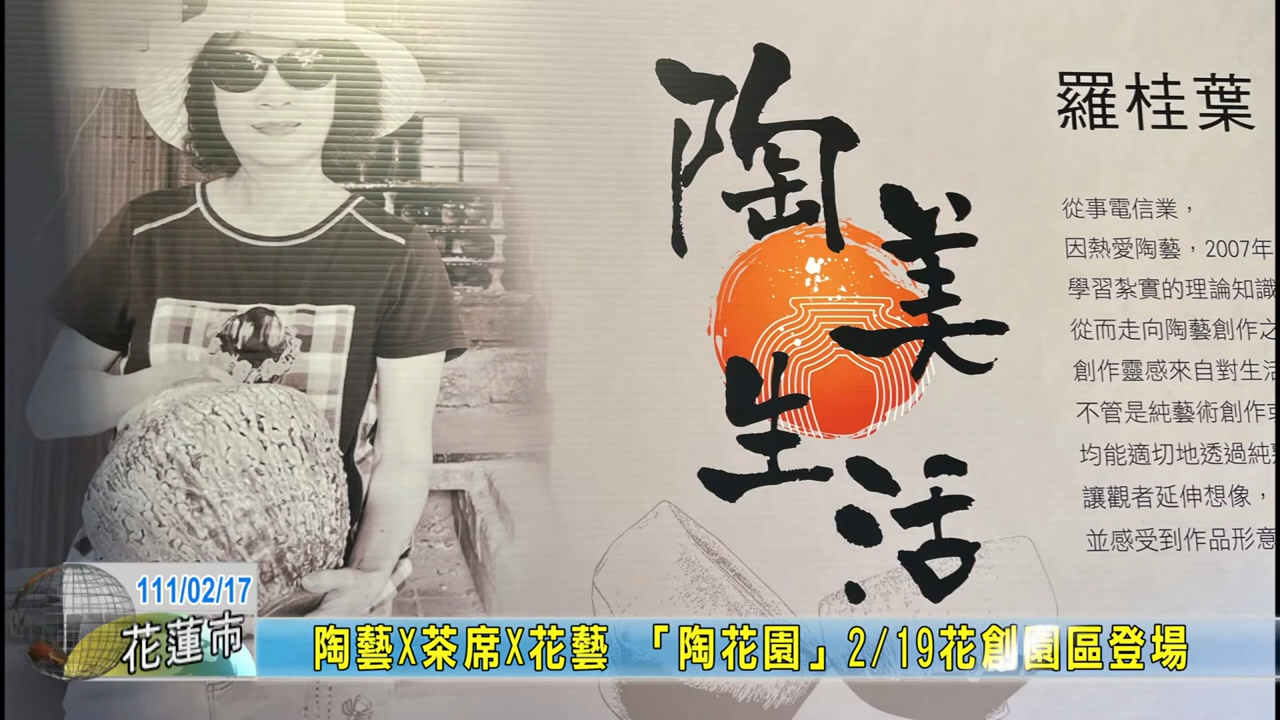 陶美生活
羅桂葉
從事電信業，
因熱愛陶藝，2007年
學習紮實的理論知識
從而走向陶藝創作之
創作靈感來自對生活
不管是純藝術創作或
均能適切地透過純熟
讓觀者延伸想像，
並感受到作品形意
111/02/17
花蓮市
陶藝X茶席X花藝 「陶花園」2/19花創園區登場